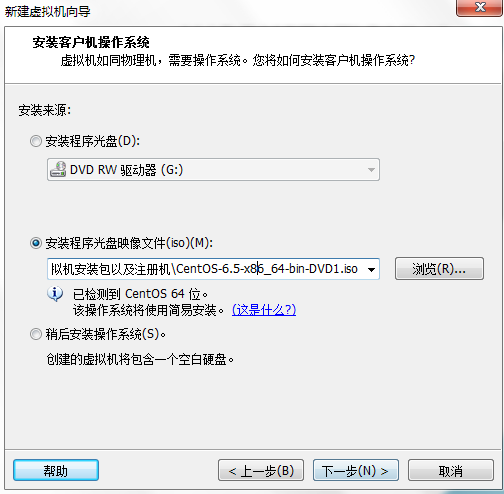 新建虚拟机向导
安装客户机操作系统
虚拟机如同物理机，需要操作系统。您将如何安装客户机操作系统?
安装来源:
安装程序光盘(D):
DVD RW 驱动器 (G:)
安装程序光盘映像文件(iso)(M):
拟机安装包以及注册机\CentOS-6.5-x86_64-bin-DVD1.iso
浏览(R)...
已检测到 CentOS 64 位。
该操作系统将使用简易安装。 (这是什么?)
稍后安装操作系统(S)。
创建的虚拟机将包含一个空白硬盘。
帮助
< 上一步(B)
下一步(N) >
取消